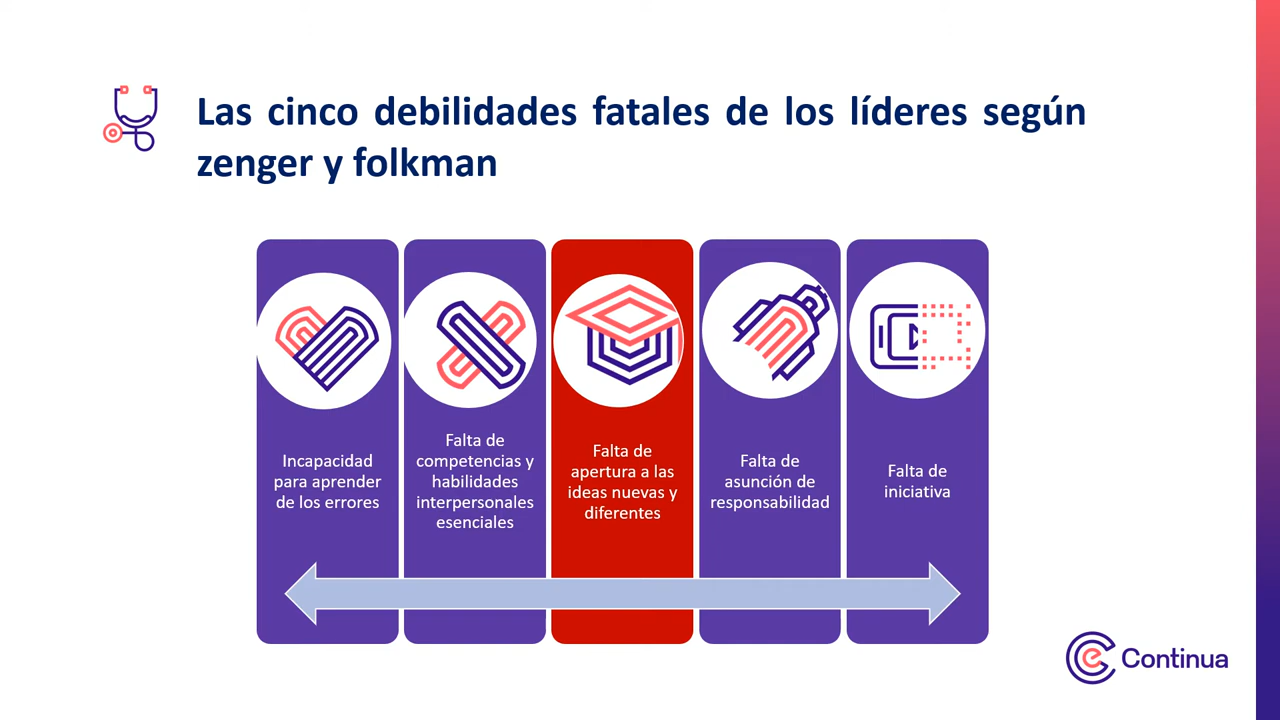 Las cinco debilidades fatales de los líderes según
zenger y folkman
Incapacidad
para aprender
de los errores
Falta de
competencias y
habilidades
interpersonales
esenciales
Falta de
apertura a las
ideas nuevas y
diferentes
Falta de
asunción de
responsabilidad
Falta de
iniciativa
Continua